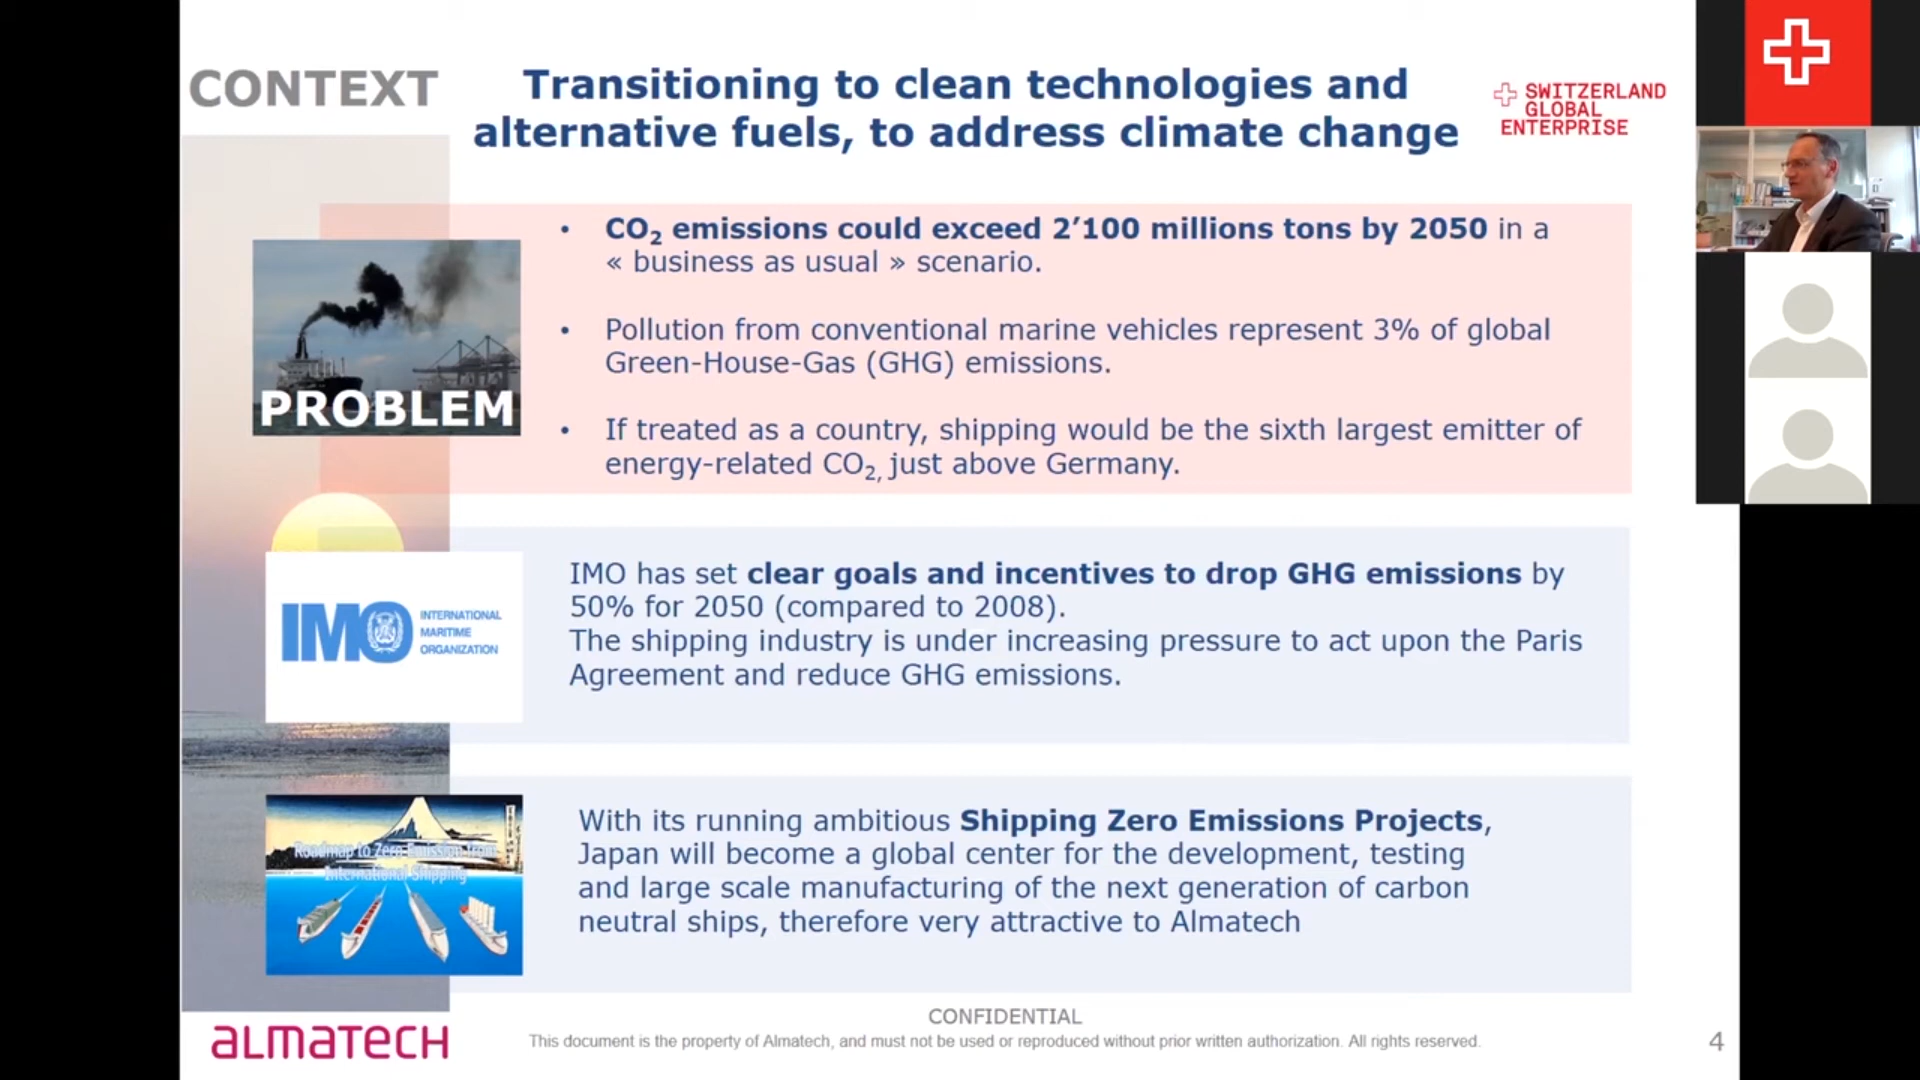 CONTEXT
Transitioning to clean technologies and
alternative fuels, to address climate change
SWITZERLAND
GLOBAL
ENTERPRISE
PROBLEM
• CO₂ emissions could exceed 2’100 millions tons by 2050 in a
« business as usual » scenario.
• Pollution from conventional marine vehicles represent 3% of global
Green-House-Gas (GHG) emissions.
• If treated as a country, shipping would be the sixth largest emitter of
energy-related CO₂, just above Germany.
IMO
INTERNATIONAL
MARITIME
ORGANIZATION
IMO has set clear goals and incentives to drop GHG emissions by
50% for 2050 (compared to 2008).
The shipping industry is under increasing pressure to act upon the Paris
Agreement and reduce GHG emissions.
Roadmap to Zero Emission from
International Shipping
With its running ambitious Shipping Zero Emissions Projects,
Japan will become a global center for the development, testing
and large scale manufacturing of the next generation of carbon
neutral ships, therefore very attractive to Almatech
almatech
CONFIDENTIAL
This document is the property of Almatech, and must not be used or reproduced without prior written authorization. All rights reserved.
4